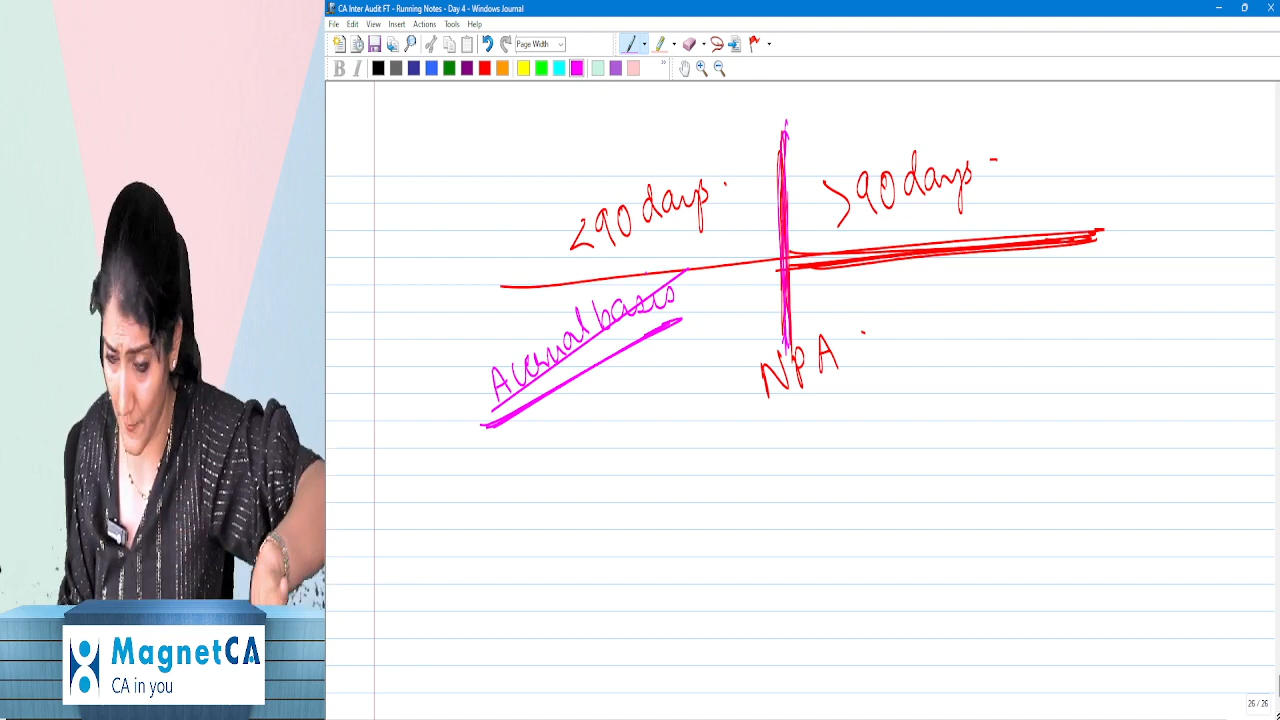 CA Inter Audit FT - Running Notes - Day 4 - Windows Journal
File Edit View Insert Actions Tools Help
Page Width
B I
<90 days.
>90 days -
Accrual basis
NPA
MagnetCA
CA in you
26 / 26